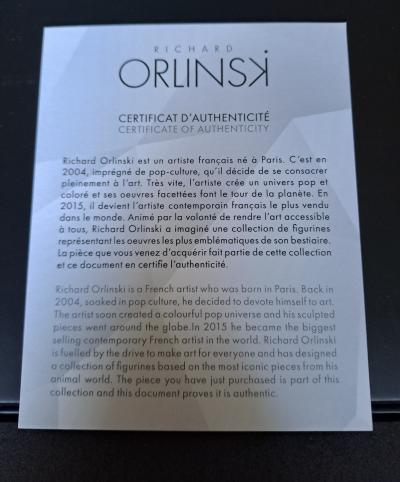 RICHARD
ORLINSKI
CERTIFICAT D'AUTHENTICITÉ
CERTIFICATE OF AUTHENTICITY
Richard Orlinski est un artiste français né à Paris. C'est en
2004, imprégné de pop-culture, qu'il décide de se consacrer
pleinement à l'art. Très vite, l'artiste crée un univers pop et
coloré et ses oeuvres facettées font le tour de la planète. En
2015, il devient l'artiste contemporain français le plus vendu
dans le monde. Animé par la volonté de rendre l'art accessible
à tous, Richard Orlinski a imaginé une collection de figurines
représentant les oeuvres les plus emblématiques de son bestiaire.
La pièce que vous venez d'acquérir fait partie de cette collection
et ce document en certifie l'authenticité.
Richard Orlinski is a French artist who was born in Paris. Back in
2004, soaked in pop culture, he decided to devote himself to art.
The artist soon created a colourful pop universe and his sculpted
pieces went around the globe.In 2015 he became the biggest
selling contemporary French artist in the world. Richard Orlinski
is fuelled by the drive to make art for everyone and has designed
a collection of figurines based on the most iconic pieces from his
animal world. The piece you have just purchased is part of this
collection and this document proves it is authentic.